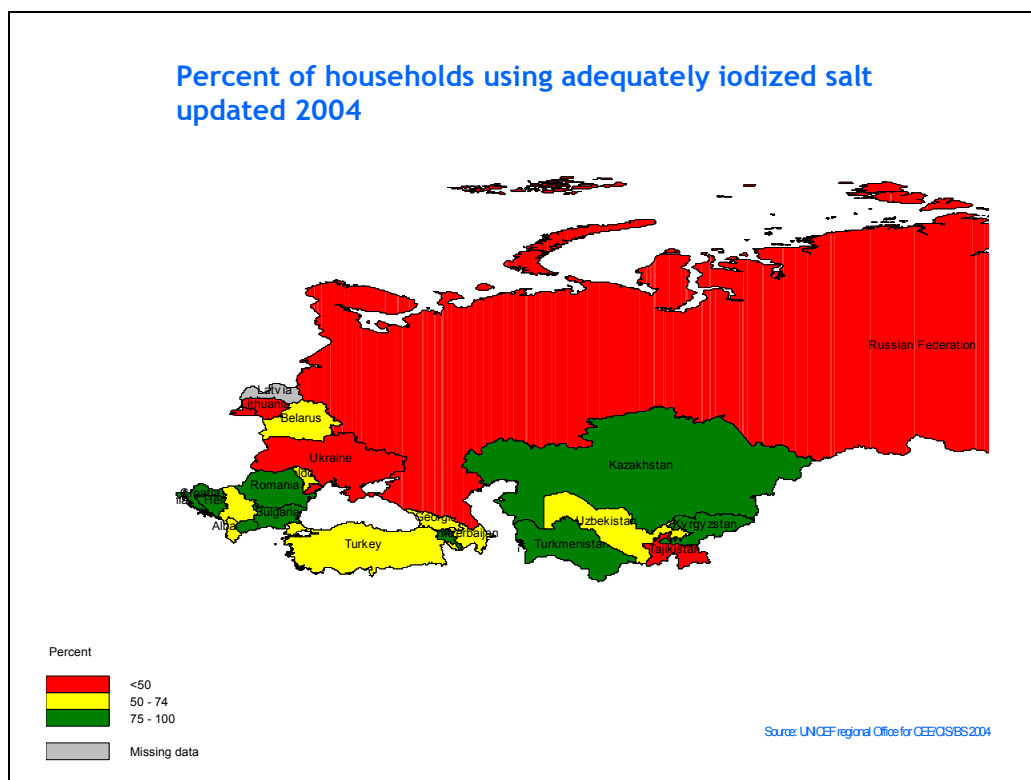 Percent of households using adequately iodized salt
updated 2004
Russian Federation
Latvia
Belarus
Ukraine
Kazakhstan
Romania
Bulgaria
Georgia
Uzbekistan
Kyrgyzstan
Turkey
Turkmenistan
Tajikistan
Percent
<50
50 - 74
75 - 100
Missing data
Source: UNICEF regional Office for CEE/CIS/BS 2004